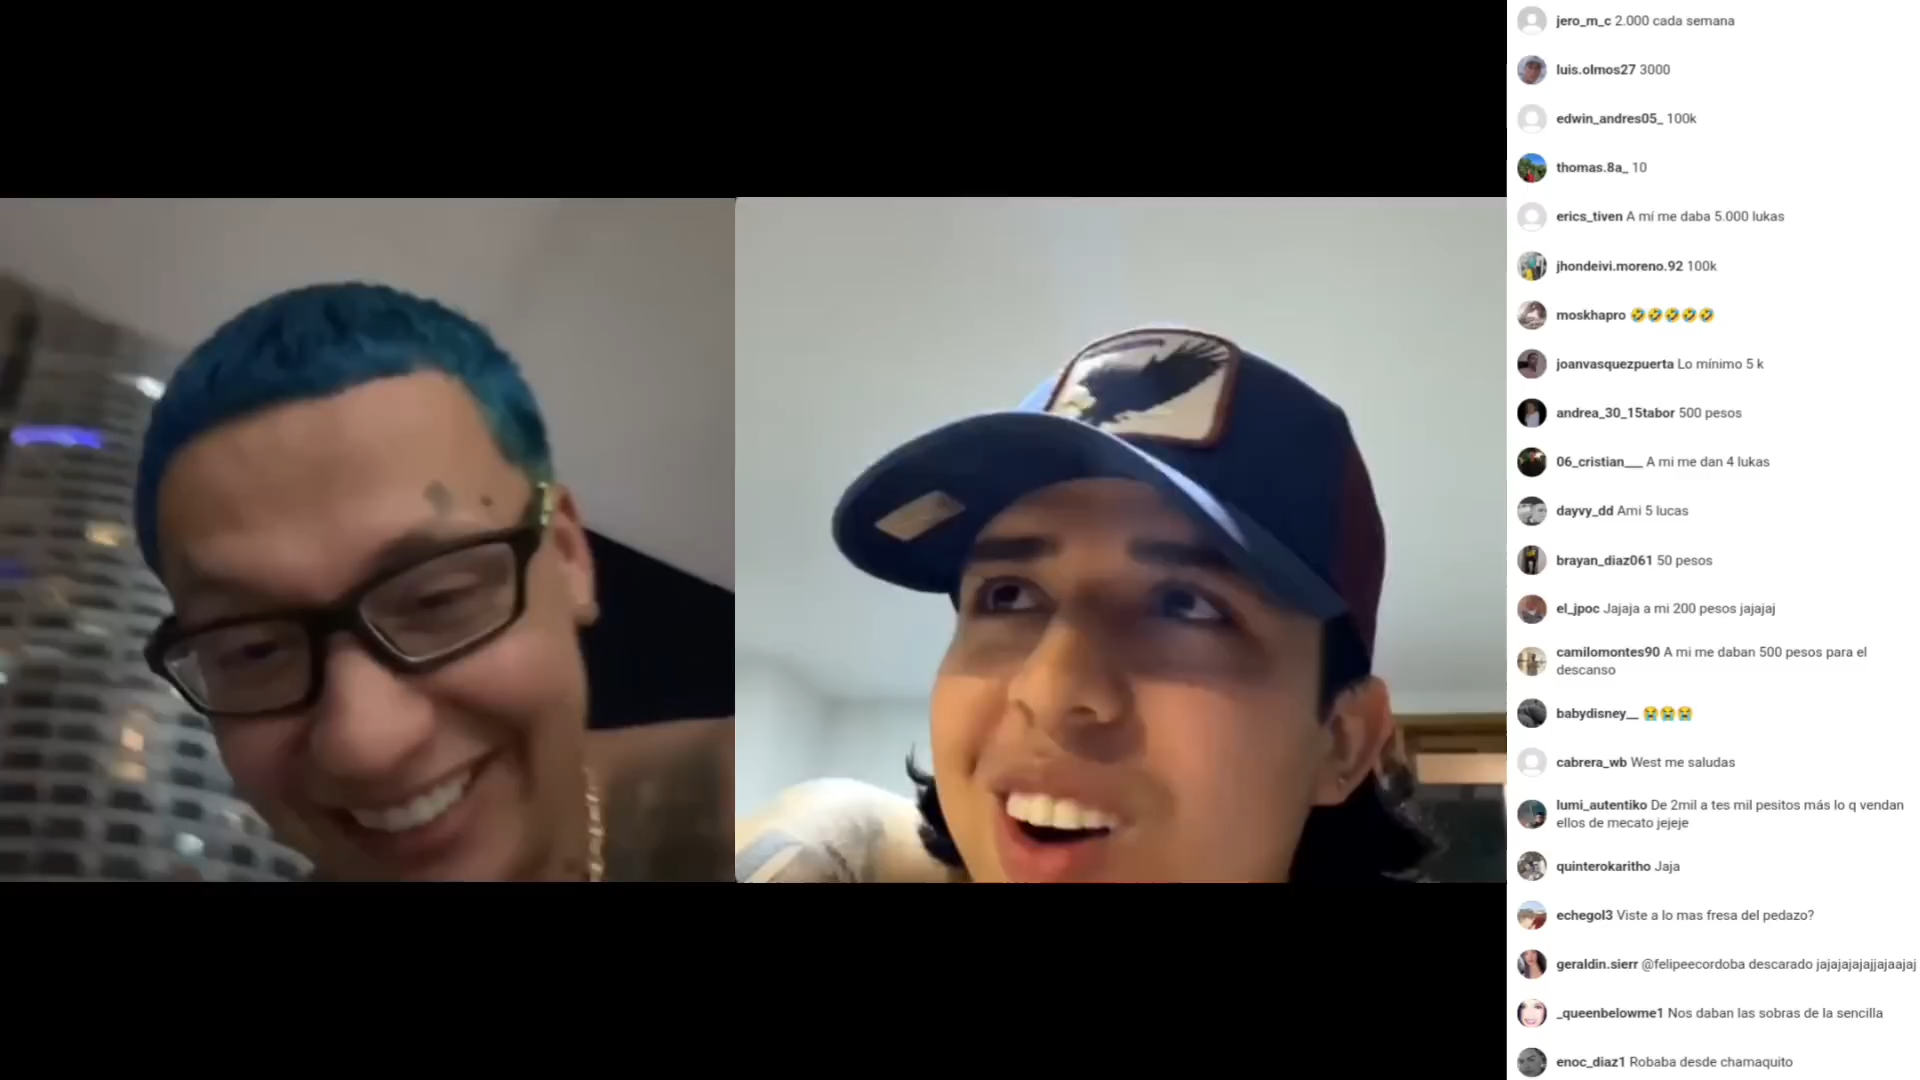 jero_m_c 2.000 cada semana
luis.olmos27 3000
edwin_andres05_ 100k
thomas.8a_ 10
erics_tiven A mí me daba 5.000 lukas
jhondeivi.moreno.92 100k
moskhapro 🤣🤣🤣🤣🤣
joanvasquezpuerta Lo mínimo 5 k
andrea_30_15tabor 500 pesos
06_cristian___ A mi me dan 4 lukas
dayvy_dd Ami 5 lucas
brayan_diaz061 50 pesos
el_jpoc Jajaja a mi 200 pesos jajajaj
camilomontes90 A mi me daban 500 pesos para el
descanso
babydisney__ 😭😭😭
cabrera_wb West me saludas
lumi_autentiko De 2mil a tes mil pesitos más lo q vendan
ellos de mecato jejeje
quinterokaritho Jaja
echegol3 Viste a lo mas fresa del pedazo?
geraldin.sierr @felipeecordoba descarado jajajajajajjajaajaj
_queenbelowme1 Nos daban las sobras de la sencilla
enoc_diaz1 Robaba desde chamaquito